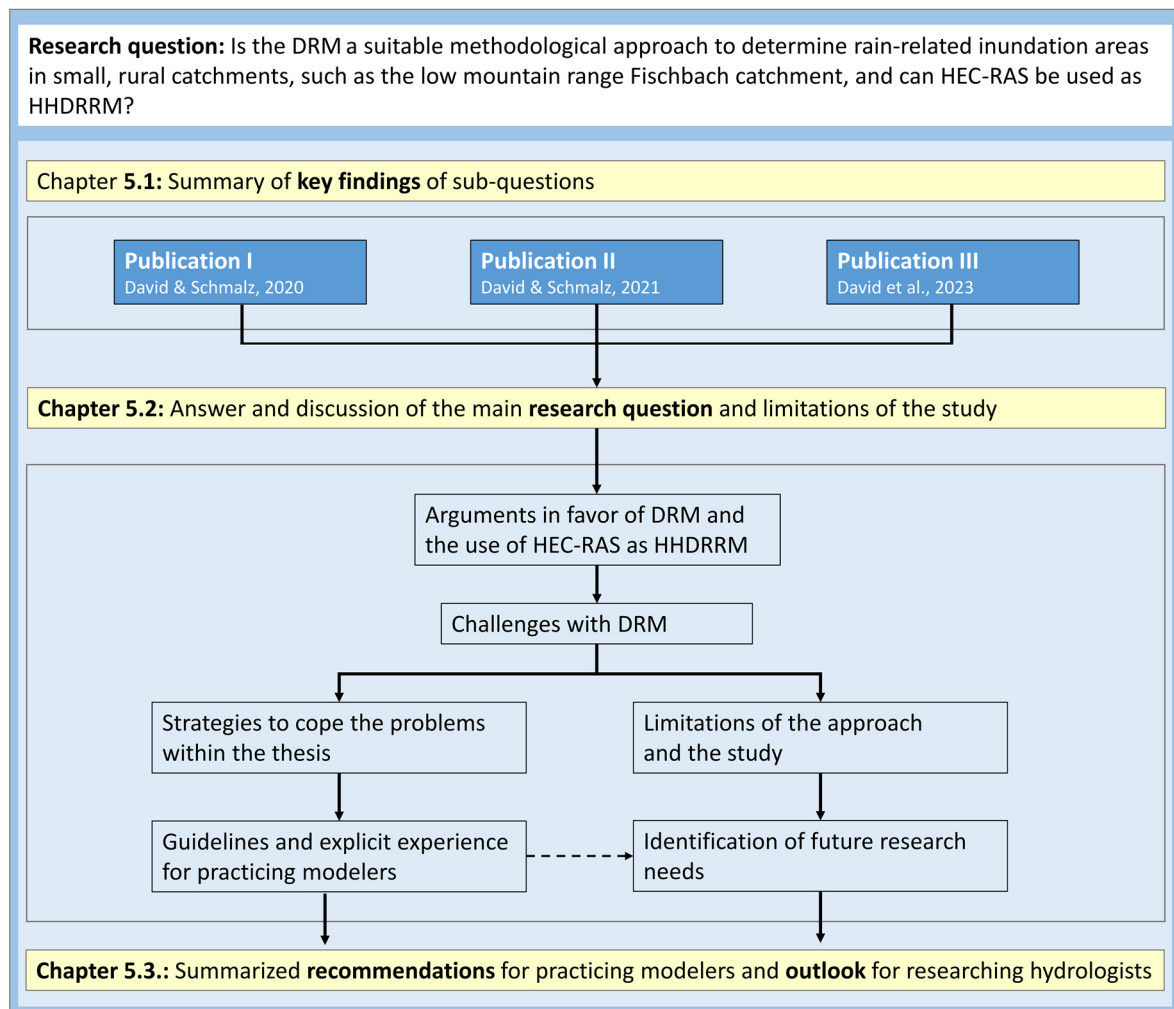 Research question: Is the DRM a suitable methodological approach to determine rain-related inundation areas
in small, rural catchments, such as the low mountain range Fischbach catchment, and can HEC-RAS be used as
HHDRRM?
Chapter 5.1: Summary of key findings of sub-questions
Publication I
David & Schmalz, 2020
Publication II
David & Schmalz, 2021
Publication III
David et al., 2023
Chapter 5.2: Answer and discussion of the main research question and limitations of the study
Arguments in favor of DRM and
the use of HEC-RAS as HHDRRM
Challenges with DRM
Strategies to cope the problems
within the thesis
Limitations of the approach
and the study
Guidelines and explicit experience
for practicing modelers
Identification of future research
needs
Chapter 5.3.: Summarized recommendations for practicing modelers and outlook for researching hydrologists